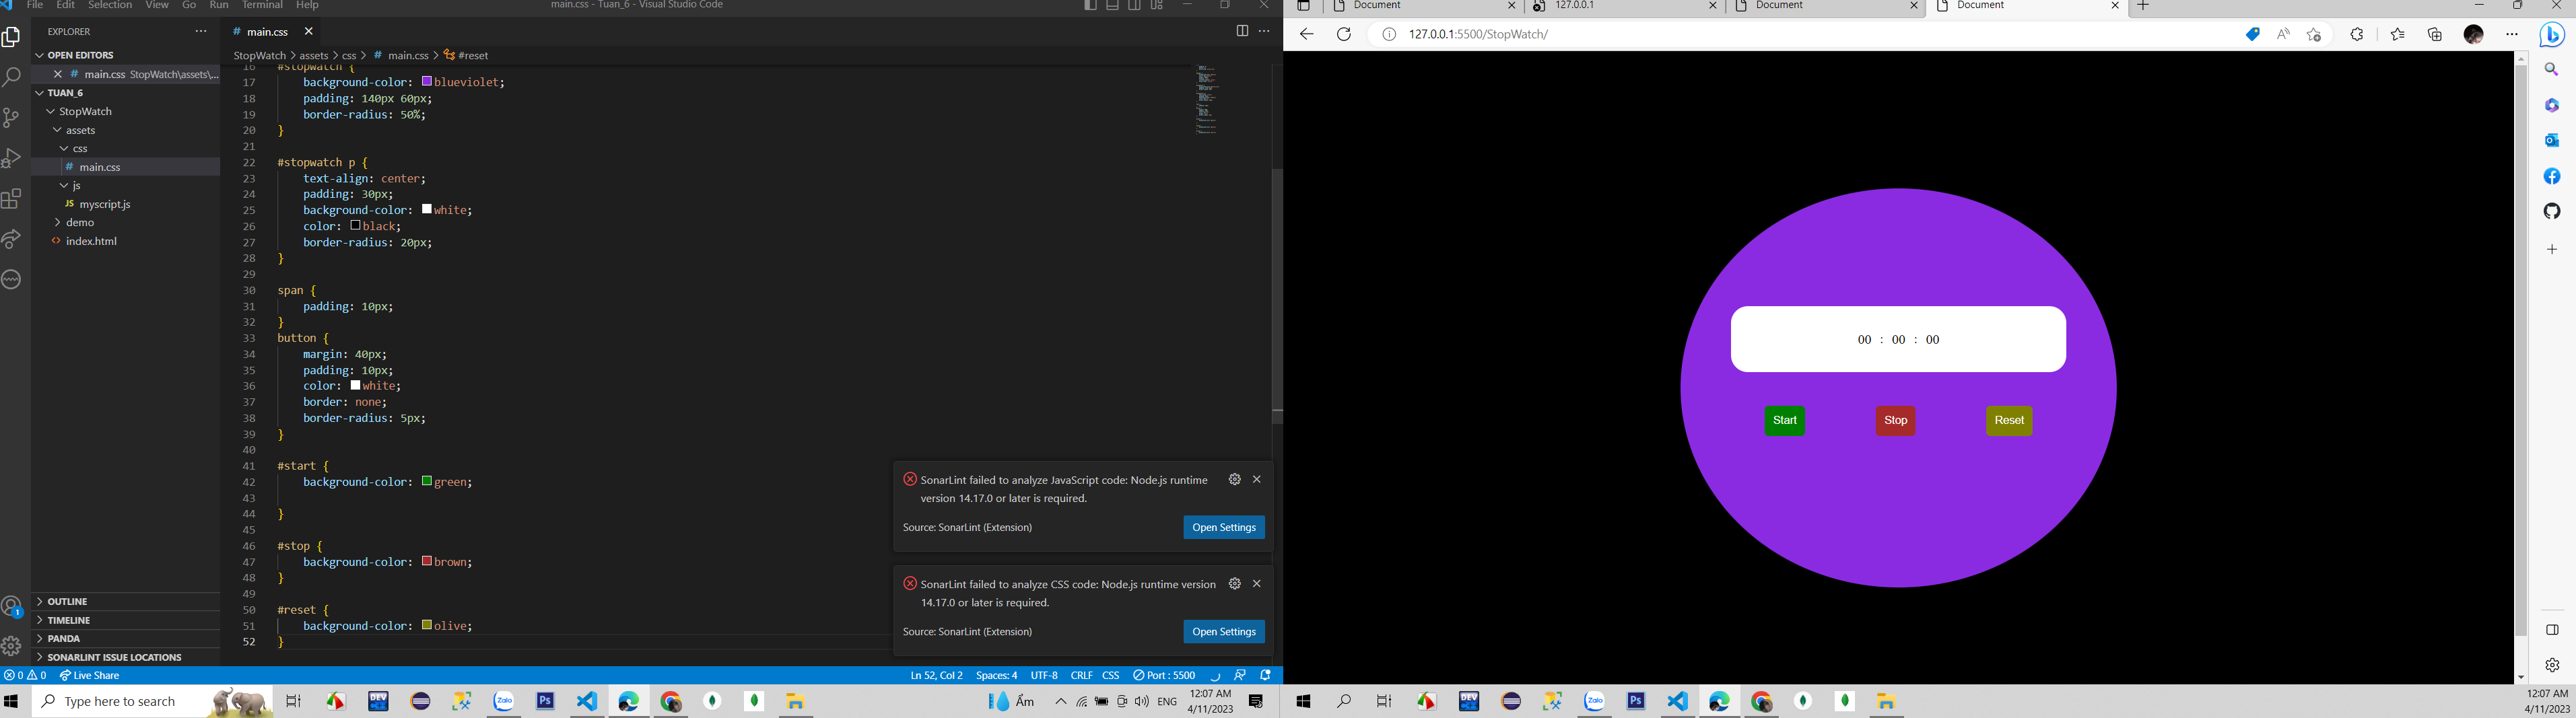 File Edit Selection View Go Run Terminal Help
main.css - Tuan_6 - Visual Studio Code
EXPLORER
OPEN EDITORS
# main.css StopWatch\assets\...
TUAN_6
StopWatch
assets
css
# main.css
js
JS myscript.js
demo
<> index.html
OUTLINE
TIMELINE
PANDA
SONARLINT ISSUE LOCATIONS
# main.css
StopWatch > assets > css > # main.css > #reset
16 #stopwatch {
17 background-color: blueviolet;
18 padding: 140px 60px;
19 border-radius: 50%;
20 }
21
22 #stopwatch p {
23 text-align: center;
24 padding: 30px;
25 background-color: white;
26 color: black;
27 border-radius: 20px;
28 }
29
30 span {
31 padding: 10px;
32 }
33 button {
34 margin: 40px;
35 padding: 10px;
36 color: white;
37 border: none;
38 border-radius: 5px;
39 }
40
41 #start {
42 background-color: green;
43
44 }
45
46 #stop {
47 background-color: brown;
48 }
49
50 #reset {
51 background-color: olive;
52 }
SonarLint failed to analyze JavaScript code: Node.js runtime
version 14.17.0 or later is required.
Source: SonarLint (Extension)
Open Settings
SonarLint failed to analyze CSS code: Node.js runtime version
14.17.0 or later is required.
Source: SonarLint (Extension)
Open Settings
1
0 0 Live Share
Ln 52, Col 2 Spaces: 4 UTF-8 CRLF CSS Port : 5500
Type here to search
DEV
Zalo
Ps
Ấm
ENG
12:07 AM
4/11/2023
Document
127.0.0.1
Document
Document
127.0.0.1:5500/StopWatch/
00 : 00 : 00
Start
Stop
Reset
DEV
Zalo
Ps
12:07 AM
4/11/2023